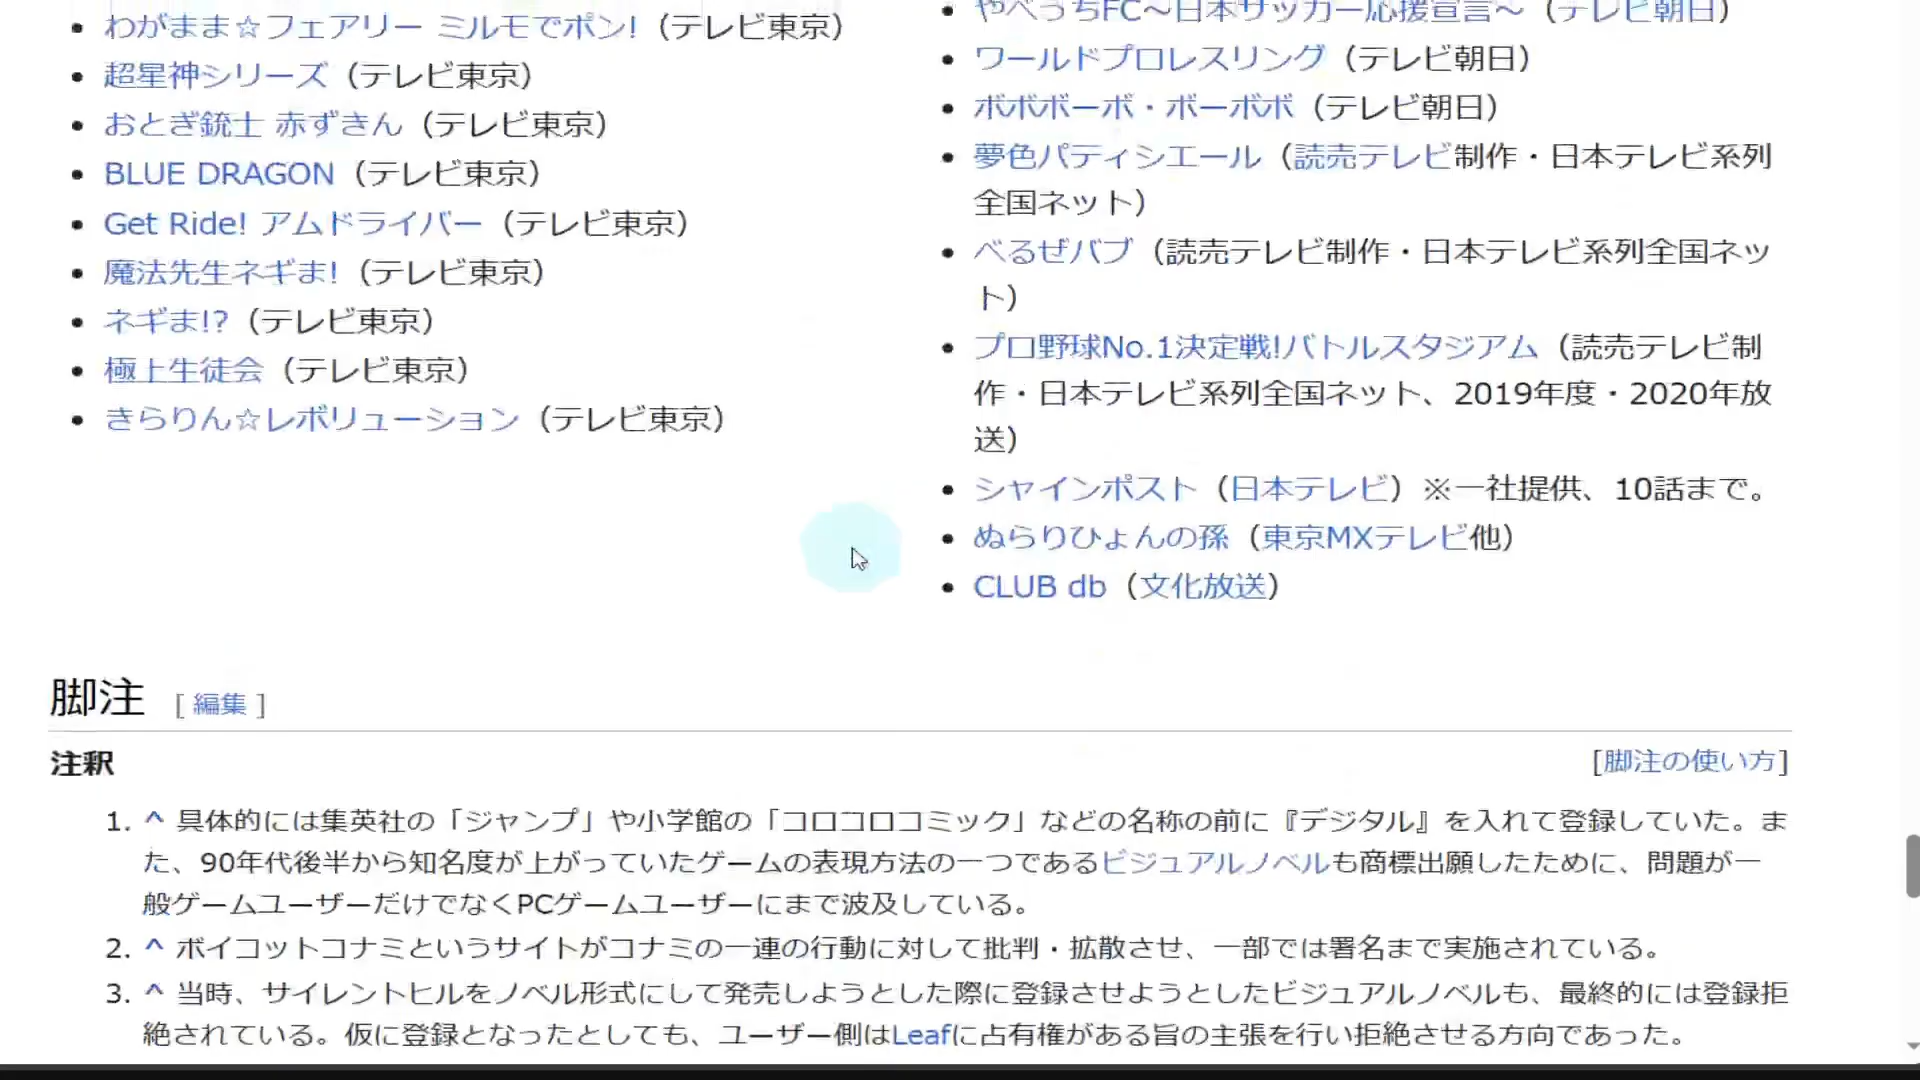 • わがまま☆フェアリー ミルモでポン!（テレビ東京）
• 超星神シリーズ（テレビ東京）
• おとぎ銃士 赤ずきん（テレビ東京）
• BLUE DRAGON（テレビ東京）
• Get Ride! アムドライバー（テレビ東京）
• 魔法先生ネギま!（テレビ東京）
• ネギま!?（テレビ東京）
• 極上生徒会（テレビ東京）
• きらりん☆レボリューション（テレビ東京）
• やべっちFC〜日本サッカー応援宣言〜（テレビ朝日）
• ワールドプロレスリング（テレビ朝日）
• ボボボーボ・ボーボボ（テレビ朝日）
• 夢色パティシエール（読売テレビ制作・日本テレビ系列
全国ネット）
• べるぜバブ（読売テレビ制作・日本テレビ系列全国ネッ
ト）
• プロ野球No.1決定戦!バトルスタジアム（読売テレビ制
作・日本テレビ系列全国ネット、2019年度・2020年放
送）
• シャインポスト（日本テレビ）※一社提供、10話まで。
• ぬらりひょんの孫（東京MXテレビ他）
• CLUB db（文化放送）
脚注 [ 編集 ]
注釈
[脚注の使い方]
1. ^ 具体的には集英社の「ジャンプ」や小学館の「コロコロコミック」などの名称の前に『デジタル』を入れて登録していた。ま
た、90年代後半から知名度が上がっていたゲームの表現方法の一つであるビジュアルノベルも商標出願したために、問題が一
般ゲームユーザーだけでなくPCゲームユーザーにまで波及している。
2. ^ ボイコットコナミというサイトがコナミの一連の行動に対して批判・拡散させ、一部では署名まで実施されている。
3. ^ 当時、サイレントヒルをノベル形式にして発売しようとした際に登録させようとしたビジュアルノベルも、最終的には登録拒
絶されている。仮に登録となったとしても、ユーザー側はLeafに占有権がある旨の主張を行い拒絶させる方向であった。